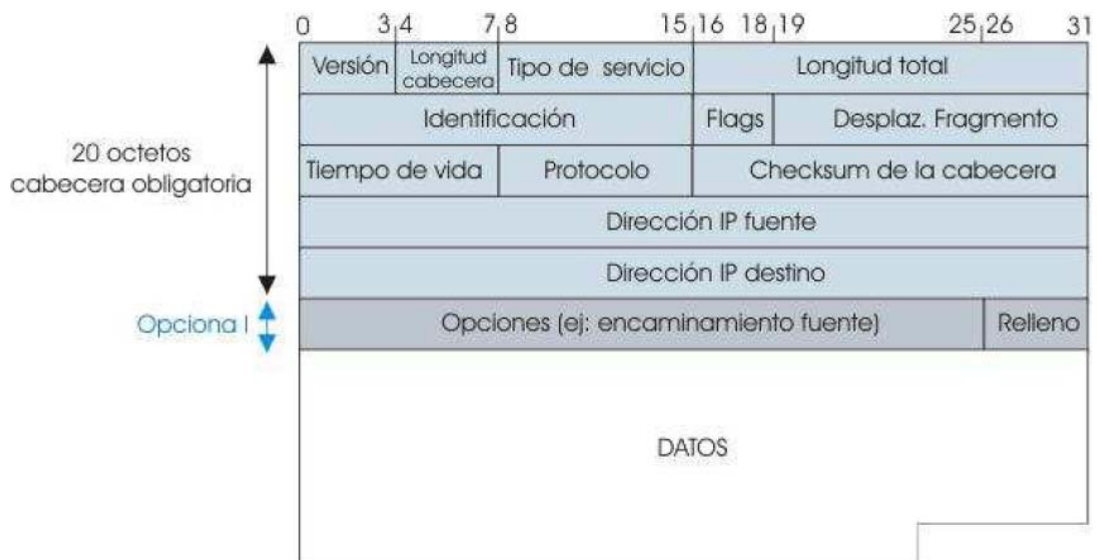 0 3 4 7 8 15 16 18 19 25 26 31
Versión
Longitud
cabecera
Tipo de servicio
Longitud total
Identificación
Flags
Desplaz. Fragmento
20 octetos
cabecera obligatoria
Tiempo de vida
Protocolo
Checksum de la cabecera
Dirección IP fuente
Dirección IP destino
Opciona l
Opciones (ej: encaminamiento fuente)
Relleno
DATOS